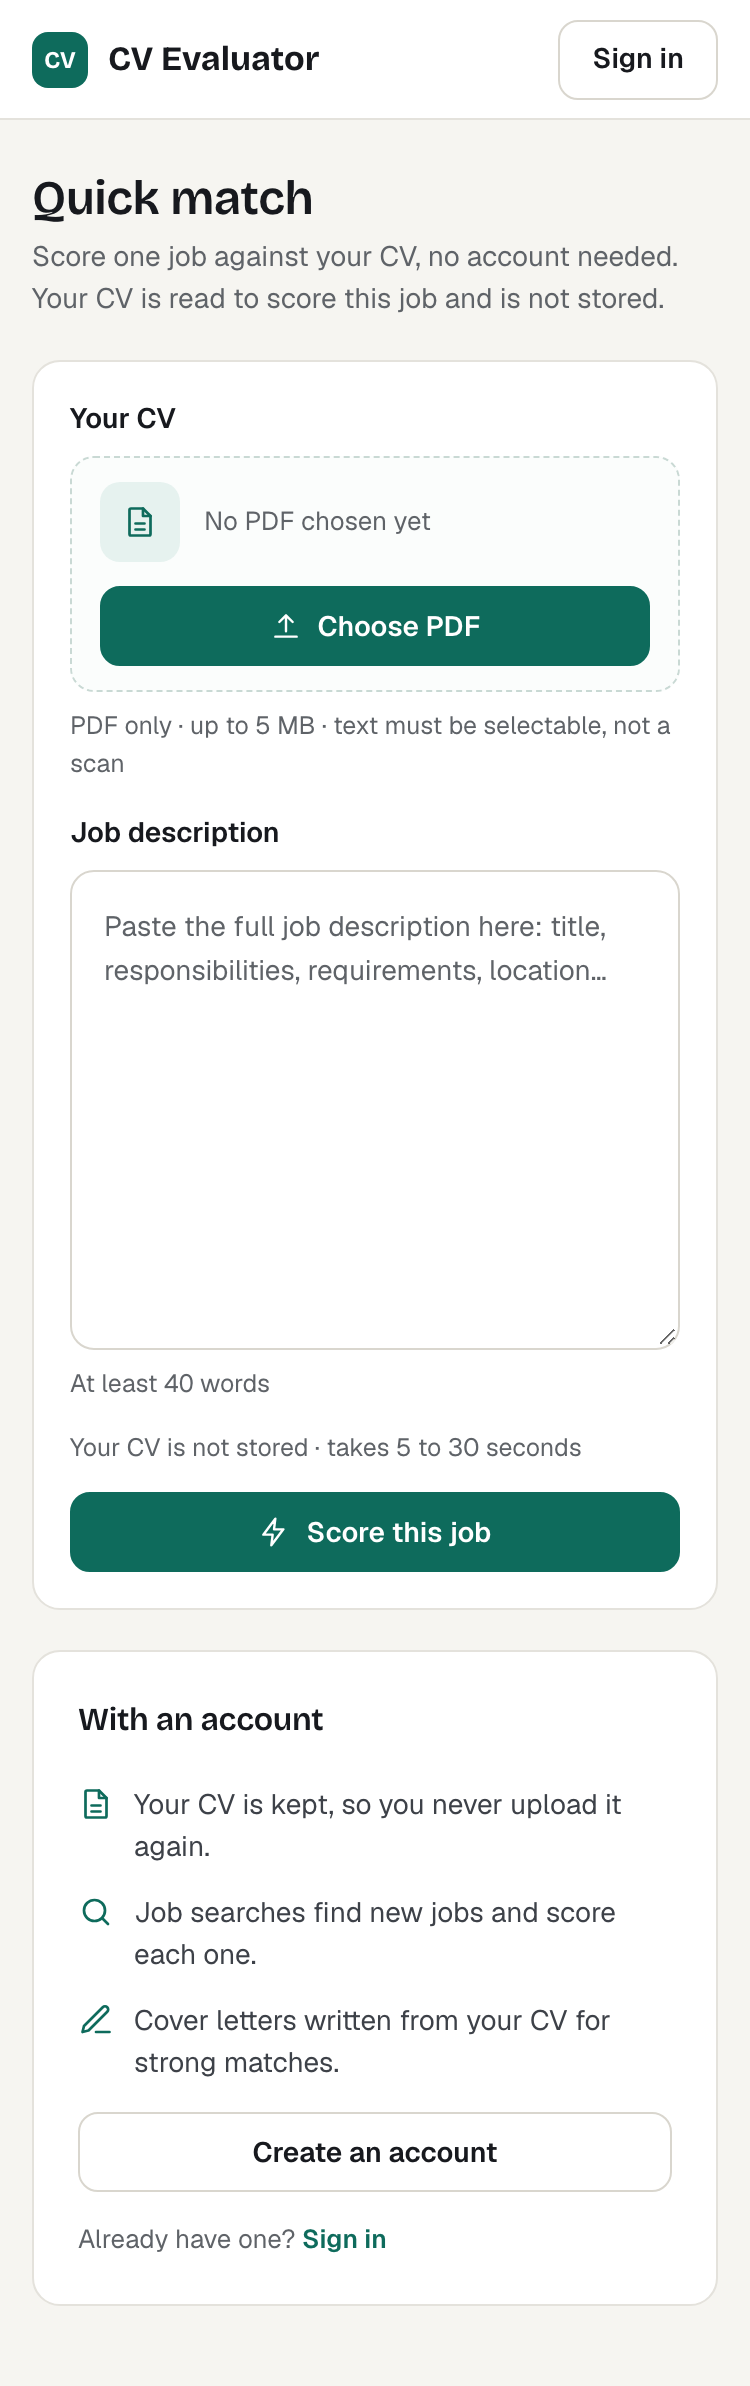 CV
CV Evaluator
Sign in
Quick match
Score one job against your CV, no account needed.
Your CV is read to score this job and is not stored.
Your CV
No PDF chosen yet
Choose PDF
PDF only · up to 5 MB · text must be selectable, not a
scan
Job description
Paste the full job description here: title,
responsibilities, requirements, location…
At least 40 words
Your CV is not stored · takes 5 to 30 seconds
Score this job
With an account
Your CV is kept, so you never upload it
again.
Job searches find new jobs and score
each one.
Cover letters written from your CV for
strong matches.
Create an account
Already have one? Sign in